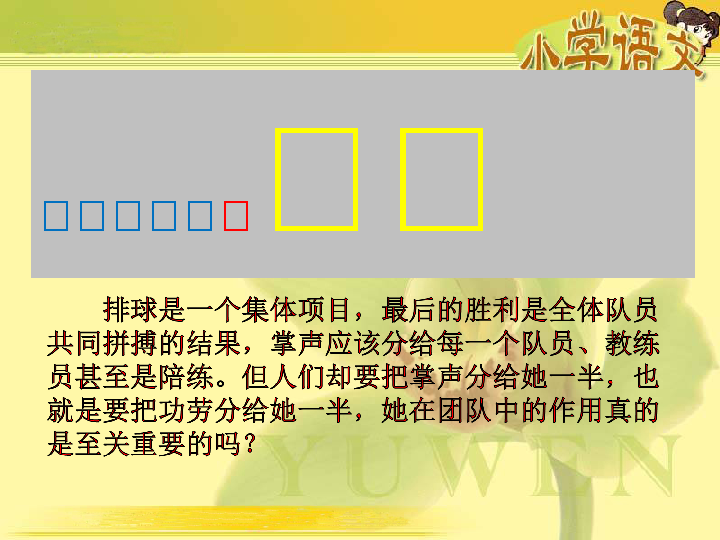 小学语文
排球是一个集体项目，最后的胜利是全体队员
共同拼搏的结果，掌声应该分给每一个队员、教练
员甚至是陪练。但人们却要把掌声分给她一半，也
就是要把功劳分给她一半，她在团队中的作用真的
是至关重要的吗？
YUWEN